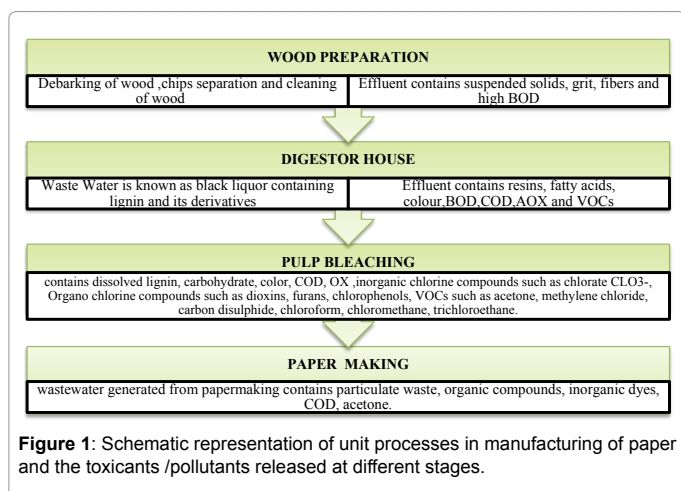 WOOD PREPARATION
Debarking of wood ,chips separation and cleaning
of wood
Effluent contains suspended solids, grit, fibers and
high BOD
DIGESTOR HOUSE
Waste Water is known as black liquor containing
lignin and its derivatives
Effluent contains resins, fatty acids,
colour,BOD,COD,AOX and VOCs
PULP BLEACHING
contains dissolved lignin, carbohydrate, color, COD, OX ,inorganic chlorine compounds such as chlorate CLO3-,
Organo chlorine compounds such as dioxins, furans, chlorophenols, VOCs such as acetone, methylene chloride,
carbon disulphide, chloroform, chloromethane, trichloroethane.
PAPER MAKING
wastewater generated from papermaking contains particulate waste, organic compounds, inorganic dyes,
COD, acetone.
Figure 1: Schematic representation of unit processes in manufacturing of paper
and the toxicants /pollutants released at different stages.